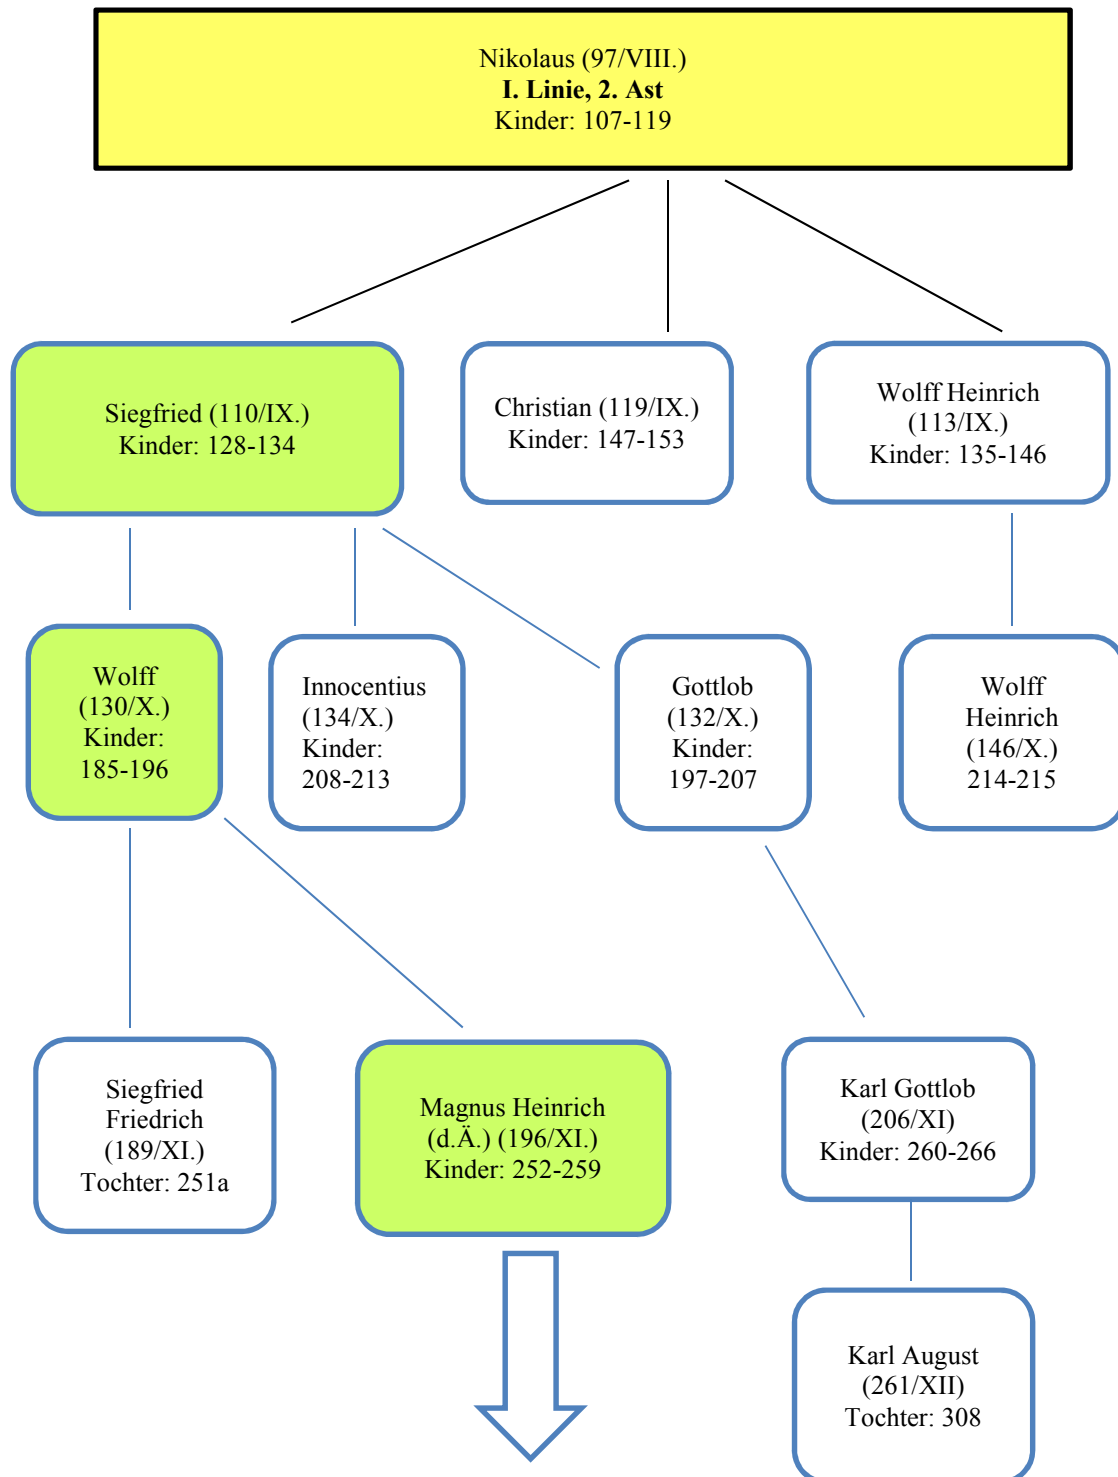 Nikolaus (97/VIII.)
I. Linie, 2. Ast
Kinder: 107-119
Siegfried (110/IX.)
Kinder: 128-134
Christian (119/IX.)
Kinder: 147-153
Wolff Heinrich
(113/IX.)
Kinder: 135-146
Wolff
(130/X.)
Kinder:
185-196
Innocentius
(134/X.)
Kinder:
208-213
Gottlob
(132/X.)
Kinder:
197-207
Wolff
Heinrich
(146/X.)
214-215
Siegfried
Friedrich
(189/XI.)
Tochter: 251a
Magnus Heinrich
(d.Ä.) (196/XI.)
Kinder: 252-259
Karl Gottlob
(206/XI)
Kinder: 260-266
Karl August
(261/XII)
Tochter: 308